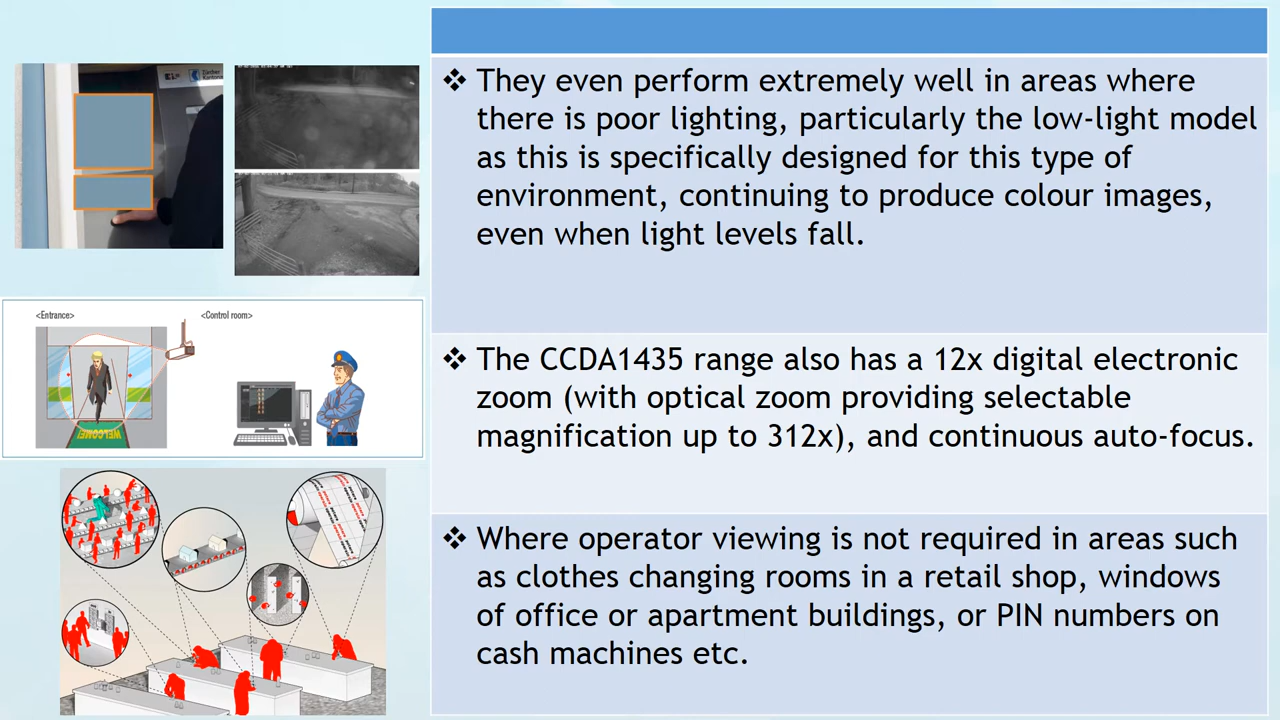 Zürcher
Kantona
They even perform extremely well in areas where
there is poor lighting, particularly the low-light model
as this is specifically designed for this type of
environment, continuing to produce colour images,
even when light levels fall.
<Entrance>
<Control room>
WELCOME!
The CCDA1435 range also has a 12x digital electronic
zoom (with optical zoom providing selectable
magnification up to 312x), and continuous auto-focus.
Where operator viewing is not required in areas such
as clothes changing rooms in a retail shop, windows
of office or apartment buildings, or PIN numbers on
cash machines etc.